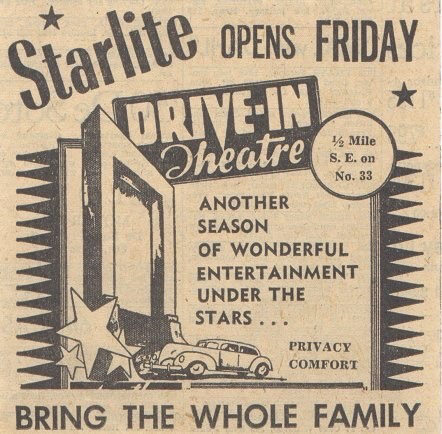 Starlite OPENS FRIDAY
DRIVE-IN
Theatre
½ Mile
S. E. on
No. 33
ANOTHER
SEASON
OF WONDERFUL
ENTERTAINMENT
UNDER THE
STARS . . .
PRIVACY
COMFORT
BRING THE WHOLE FAMILY